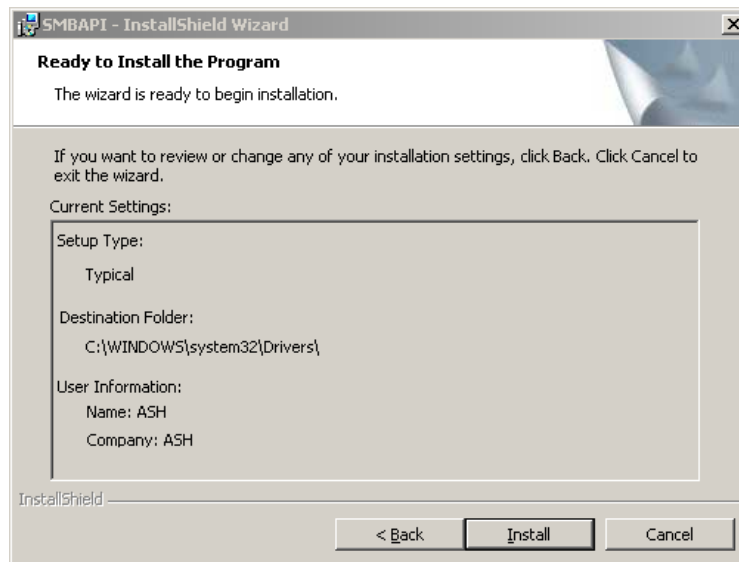 SMBAPI - InstallShield Wizard
Ready to Install the Program
The wizard is ready to begin installation.
If you want to review or change any of your installation settings, click Back. Click Cancel to
exit the wizard.
Current Settings:
Setup Type:
Typical
Destination Folder:
C:\WINDOWS\system32\Drivers\
User Information:
Name: ASH
Company: ASH
InstallShield
< Back
Install
Cancel